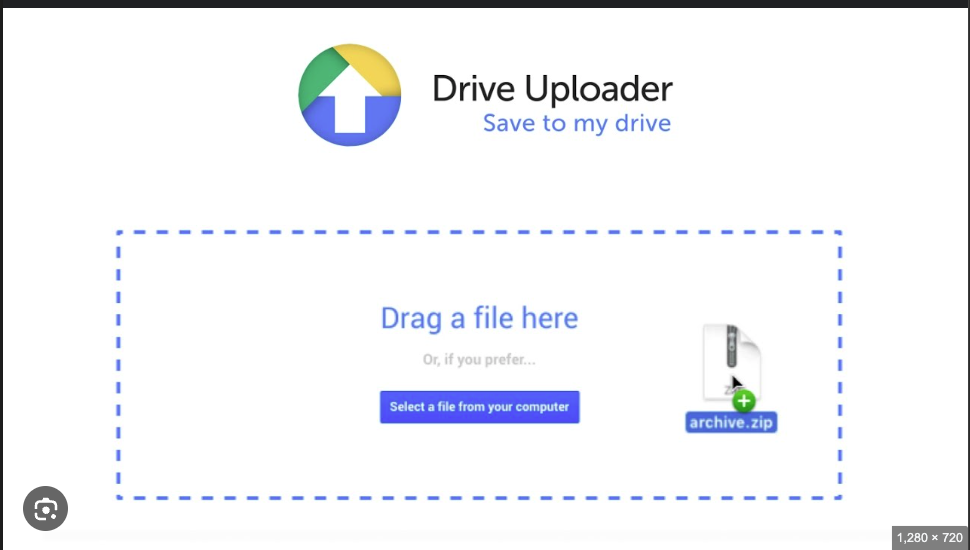 Drive Uploader
Save to my drive
Drag a file here
Or, if you prefer...
Select a file from your computer
archive.zip
1,280 × 720